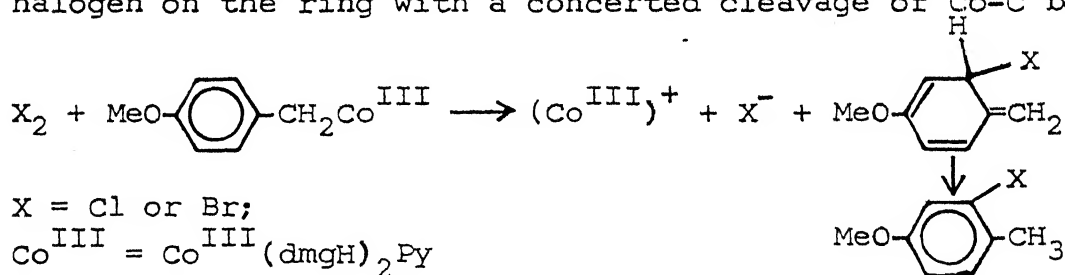 halogen on the ring with a concerted cleavage of Co-C b
H
X
X₂ + MeO CH₂Co^III ⟶ (Co^III)⁺ + X⁻ + MeO =CH₂
X = Cl or Br;
X
Co^III = Co^III(dmgH)₂Py MeO CH₃